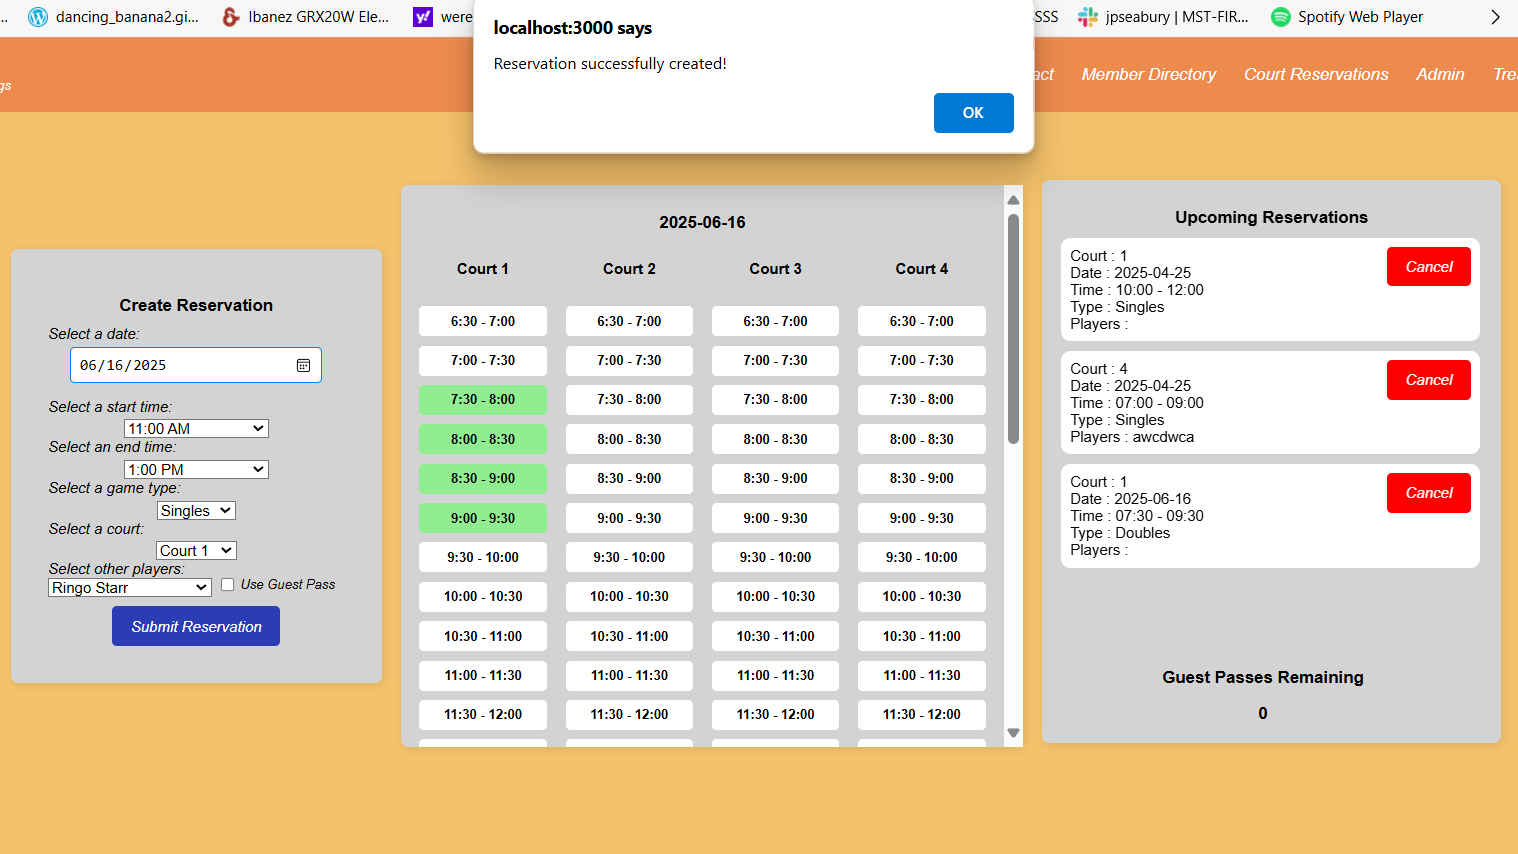 dancing_banana2.gi...
Ibanez GRX20W Ele...
were
SSS
jpseabury | MST-FIR...
Spotify Web Player
localhost:3000 says
Reservation successfully created!
OK
gs
act
Member Directory
Court Reservations
Admin
Tre
Create Reservation
Select a date:
06/16/2025
Select a start time:
11:00 AM
Select an end time:
1:00 PM
Select a game type:
Singles
Select a court:
Court 1
Select other players:
Ringo Starr
Use Guest Pass
Submit Reservation
2025-06-16
Court 1 Court 2 Court 3 Court 4
6:30 - 7:00 6:30 - 7:00 6:30 - 7:00 6:30 - 7:00
7:00 - 7:30 7:00 - 7:30 7:00 - 7:30 7:00 - 7:30
7:30 - 8:00 7:30 - 8:00 7:30 - 8:00 7:30 - 8:00
8:00 - 8:30 8:00 - 8:30 8:00 - 8:30 8:00 - 8:30
8:30 - 9:00 8:30 - 9:00 8:30 - 9:00 8:30 - 9:00
9:00 - 9:30 9:00 - 9:30 9:00 - 9:30 9:00 - 9:30
9:30 - 10:00 9:30 - 10:00 9:30 - 10:00 9:30 - 10:00
10:00 - 10:30 10:00 - 10:30 10:00 - 10:30 10:00 - 10:30
10:30 - 11:00 10:30 - 11:00 10:30 - 11:00 10:30 - 11:00
11:00 - 11:30 11:00 - 11:30 11:00 - 11:30 11:00 - 11:30
11:30 - 12:00 11:30 - 12:00 11:30 - 12:00 11:30 - 12:00
Upcoming Reservations
Court : 1
Date : 2025-04-25
Time : 10:00 - 12:00
Type : Singles
Players :
Cancel
Court : 4
Date : 2025-04-25
Time : 07:00 - 09:00
Type : Singles
Players : awcdwca
Cancel
Court : 1
Date : 2025-06-16
Time : 07:30 - 09:30
Type : Doubles
Players :
Cancel
Guest Passes Remaining
0